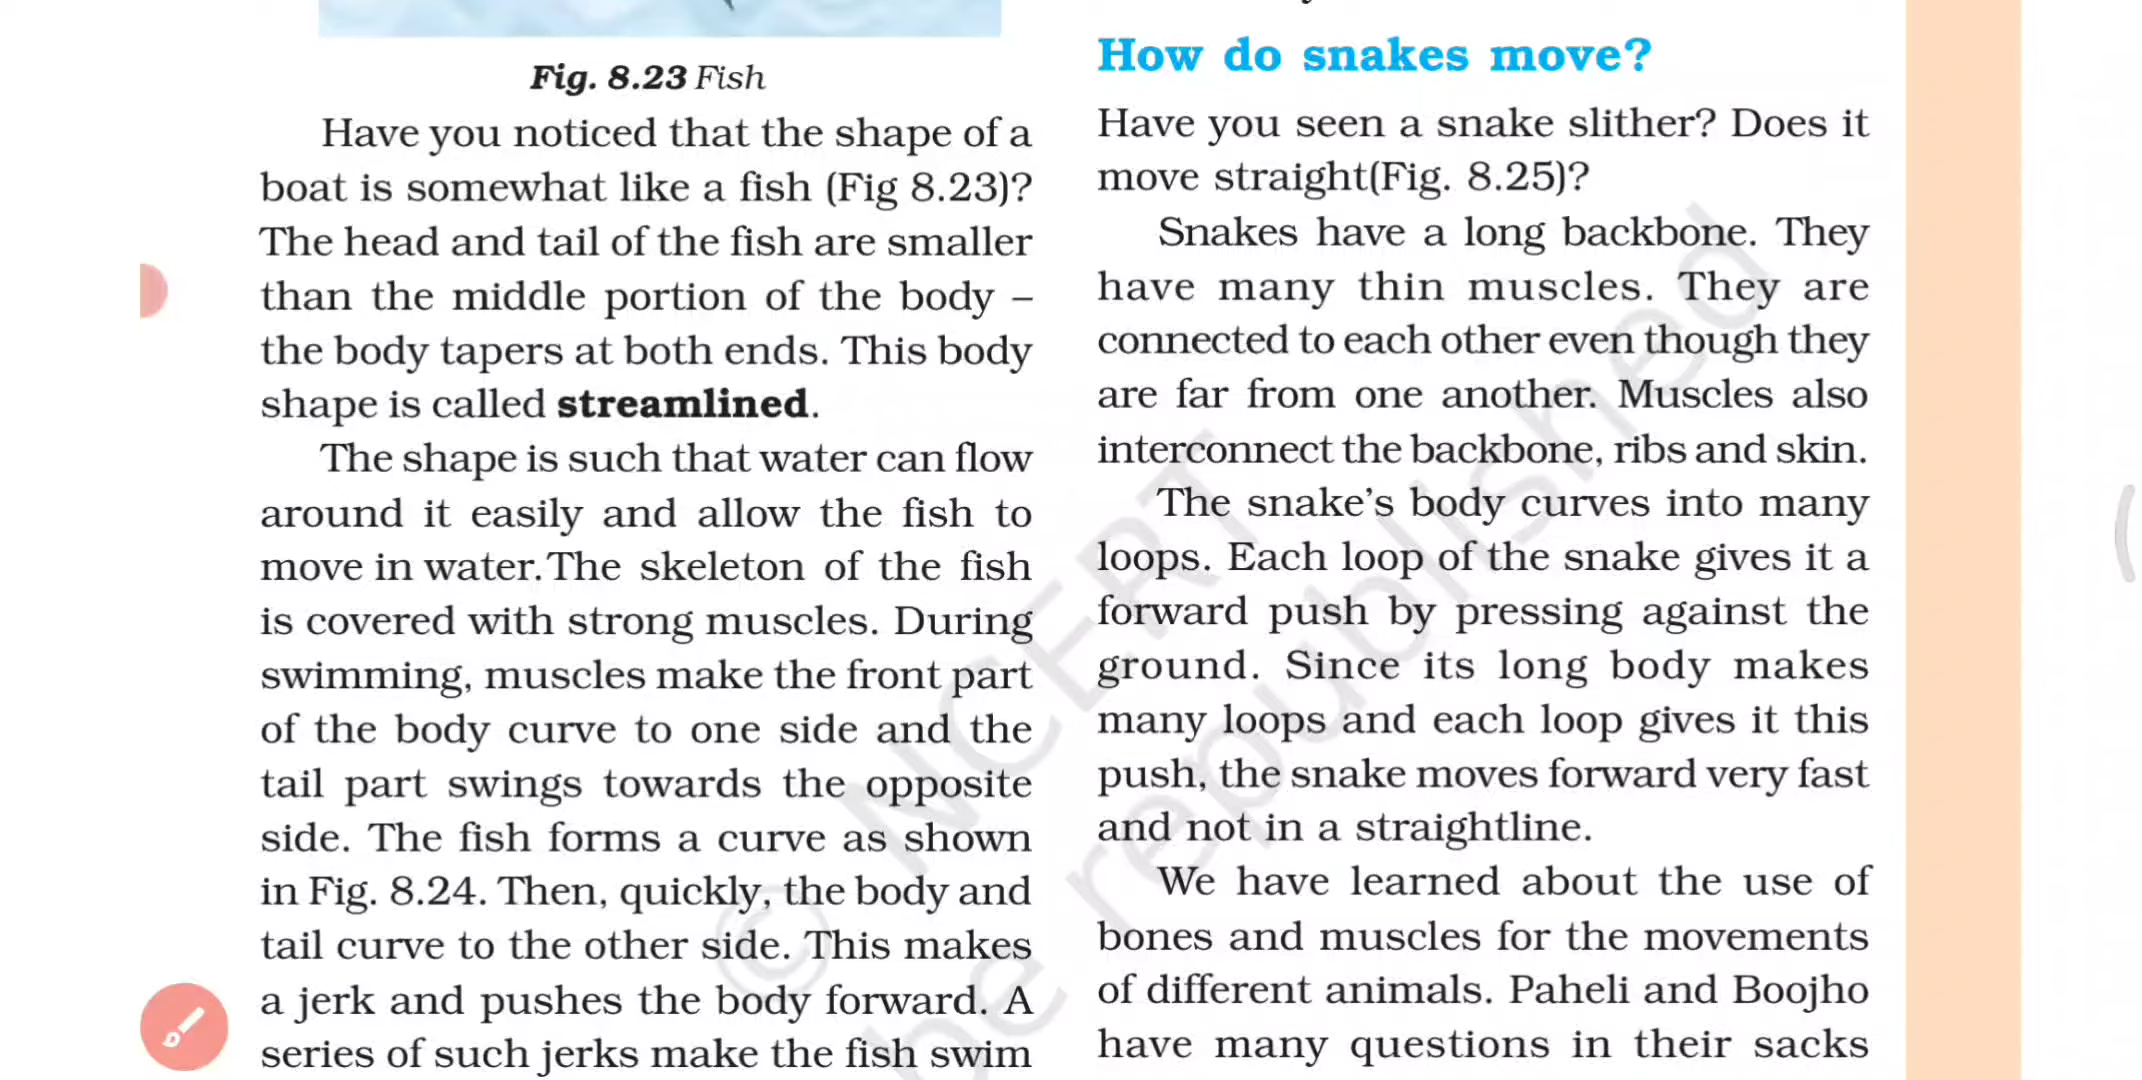 Fig. 8.23 Fish
Have you noticed that the shape of a
boat is somewhat like a fish (Fig 8.23)?
The head and tail of the fish are smaller
than the middle portion of the body –
the body tapers at both ends. This body
shape is called streamlined.
The shape is such that water can flow
around it easily and allow the fish to
move in water. The skeleton of the fish
is covered with strong muscles. During
swimming, muscles make the front part
of the body curve to one side and the
tail part swings towards the opposite
side. The fish forms a curve as shown
in Fig. 8.24. Then, quickly, the body and
tail curve to the other side. This makes
a jerk and pushes the body forward. A
series of such jerks make the fish swim
How do snakes move?
Have you seen a snake slither? Does it
move straight(Fig. 8.25)?
Snakes have a long backbone. They
have many thin muscles. They are
connected to each other even though they
are far from one another. Muscles also
interconnect the backbone, ribs and skin.
The snake's body curves into many
loops. Each loop of the snake gives it a
forward push by pressing against the
ground. Since its long body makes
many loops and each loop gives it this
push, the snake moves forward very fast
and not in a straightline.
We have learned about the use of
bones and muscles for the movements
of different animals. Paheli and Boojho
have many questions in their sacks
© NCERT
be republished